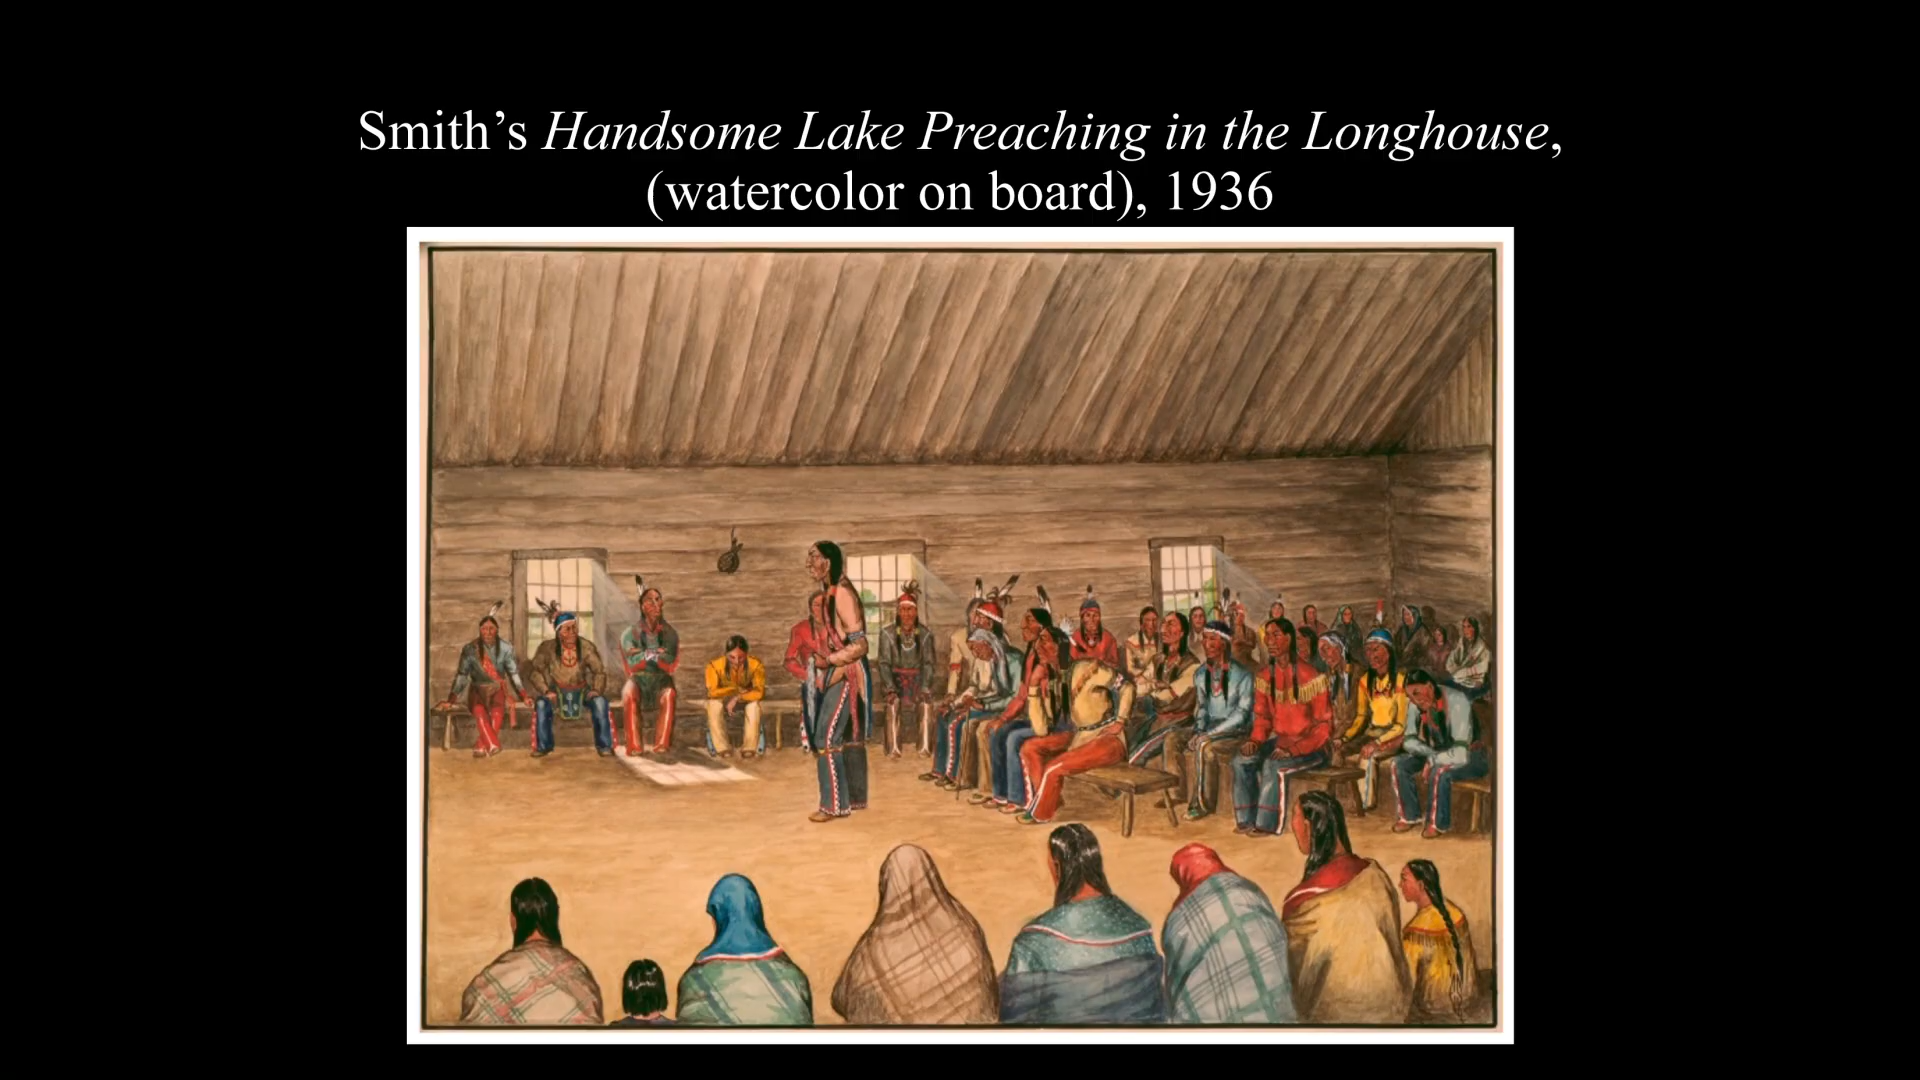 Smith’s Handsome Lake Preaching in the Longhouse,
(watercolor on board), 1936